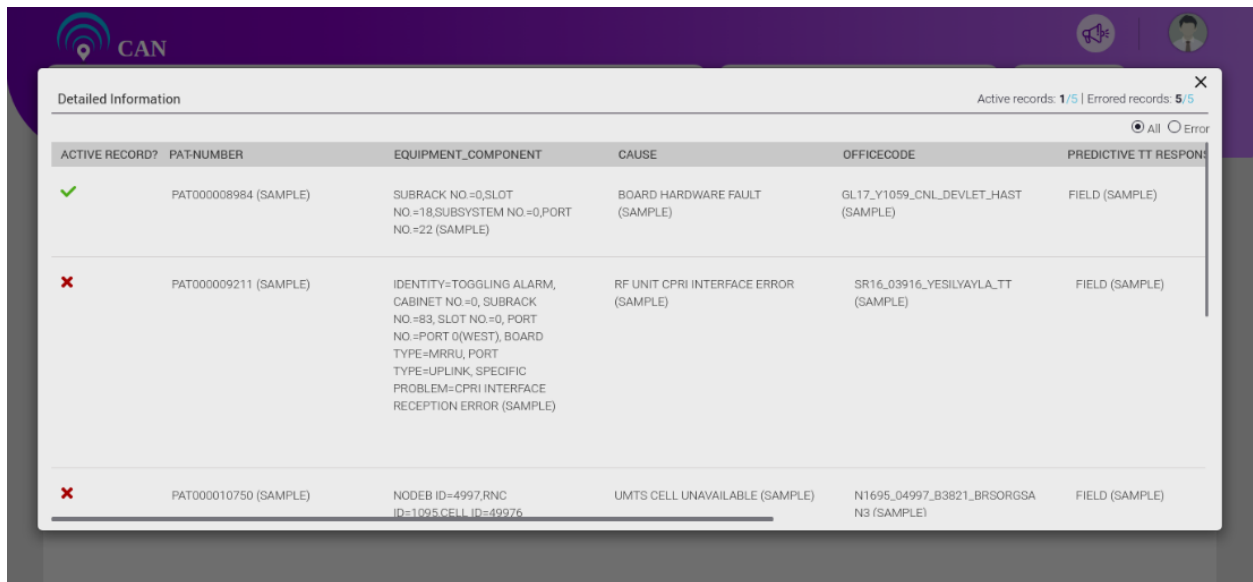 CAN
Detailed Information
Active records: 1/5 | Errored records: 5/5
All Error
ACTIVE RECORD? PAT-NUMBER EQUIPMENT_COMPONENT CAUSE OFFICECODE PREDICTIVE TT RESPONS
PAT000008984 (SAMPLE) SUBRACK NO.=0,SLOT BOARD HARDWARE FAULT GL17_Y1059_CNL_DEVLET_HAST FIELD (SAMPLE)
NO.=18,SUBSYSTEM NO.=0,PORT (SAMPLE) (SAMPLE)
NO.=22 (SAMPLE)
PAT000009211 (SAMPLE) IDENTITY=TOGGLING ALARM, RF UNIT CPRI INTERFACE ERROR SR16_03916_YESILYAYLA_TT FIELD (SAMPLE)
CABINET NO.=0, SUBRACK (SAMPLE) (SAMPLE)
NO.=83, SLOT NO.=0, PORT
NO.=PORT 0(WEST), BOARD
TYPE=MRRU, PORT
TYPE=UPLINK, SPECIFIC
PROBLEM=CPRI INTERFACE
RECEPTION ERROR (SAMPLE)
PAT000010750 (SAMPLE) NODEB ID=4997,RNC UMTS CELL UNAVAILABLE (SAMPLE) N1695_04997_B3821_BRSORGSA FIELD (SAMPLE)
ID=1095,CELL ID=49976 N3 (SAMPLE)